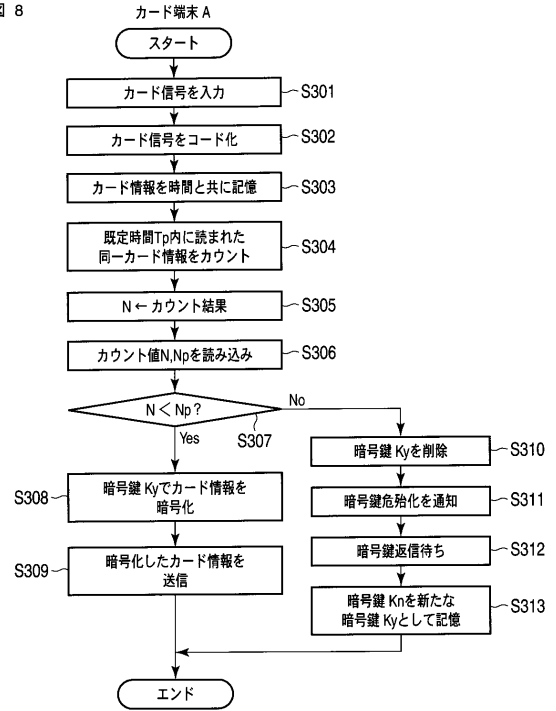 図 8
カード端末 A
スタート
カード信号を入力
S301
カード信号をコード化
S302
カード情報を時間と共に記憶
S303
既定時間Tp内に読まれた
同一カード情報をカウント
S304
N ← カウント結果
S305
カウント値N,Npを読み込み
S306
N < Np?
S307
No
Yes
暗号鍵 Kyでカード情報を
暗号化
S308
暗号化したカード情報を
送信
S309
暗号鍵 Kyを削除
S310
暗号鍵危殆化を通知
S311
暗号鍵返信待ち
S312
暗号鍵 Knを新たな
暗号鍵 Kyとして記憶
S313
エンド